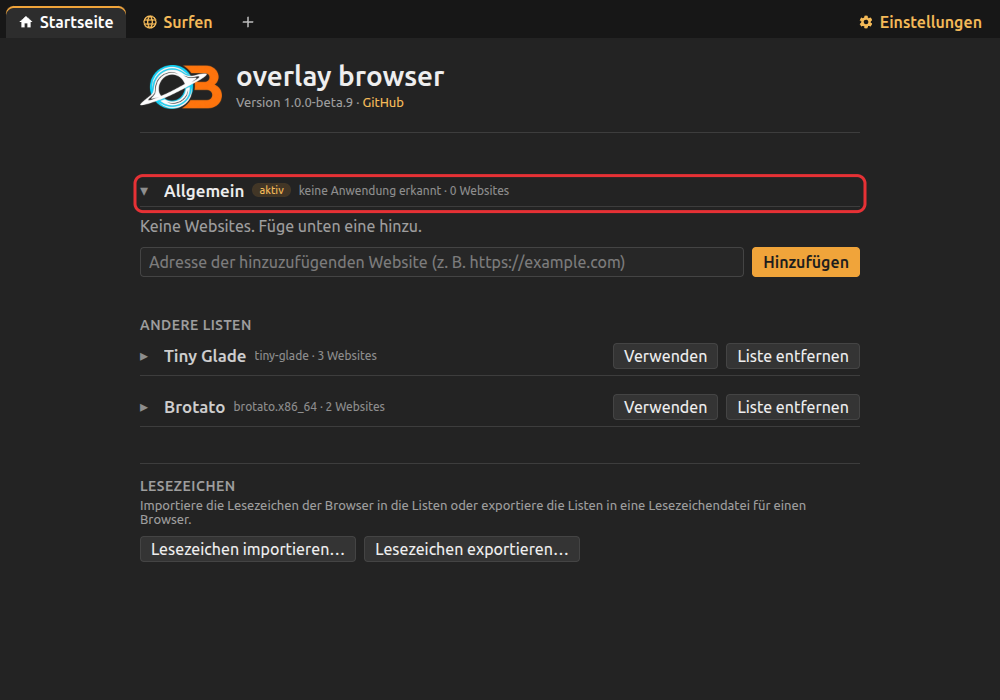 Startseite
Surfen
+
Einstellungen
overlay browser
Version 1.0.0-beta.9 · GitHub
Allgemein aktiv keine Anwendung erkannt · 0 Websites
Keine Websites. Füge unten eine hinzu.
Adresse der hinzuzufügenden Website (z. B. https://example.com)
Hinzufügen
ANDERE LISTEN
Tiny Glade tiny-glade · 3 Websites
Verwenden
Liste entfernen
Brotato brotato.x86_64 · 2 Websites
Verwenden
Liste entfernen
LESEZEICHEN
Importiere die Lesezeichen der Browser in die Listen oder exportiere die Listen in eine Lesezeichendatei für einen
Browser.
Lesezeichen importieren…
Lesezeichen exportieren…